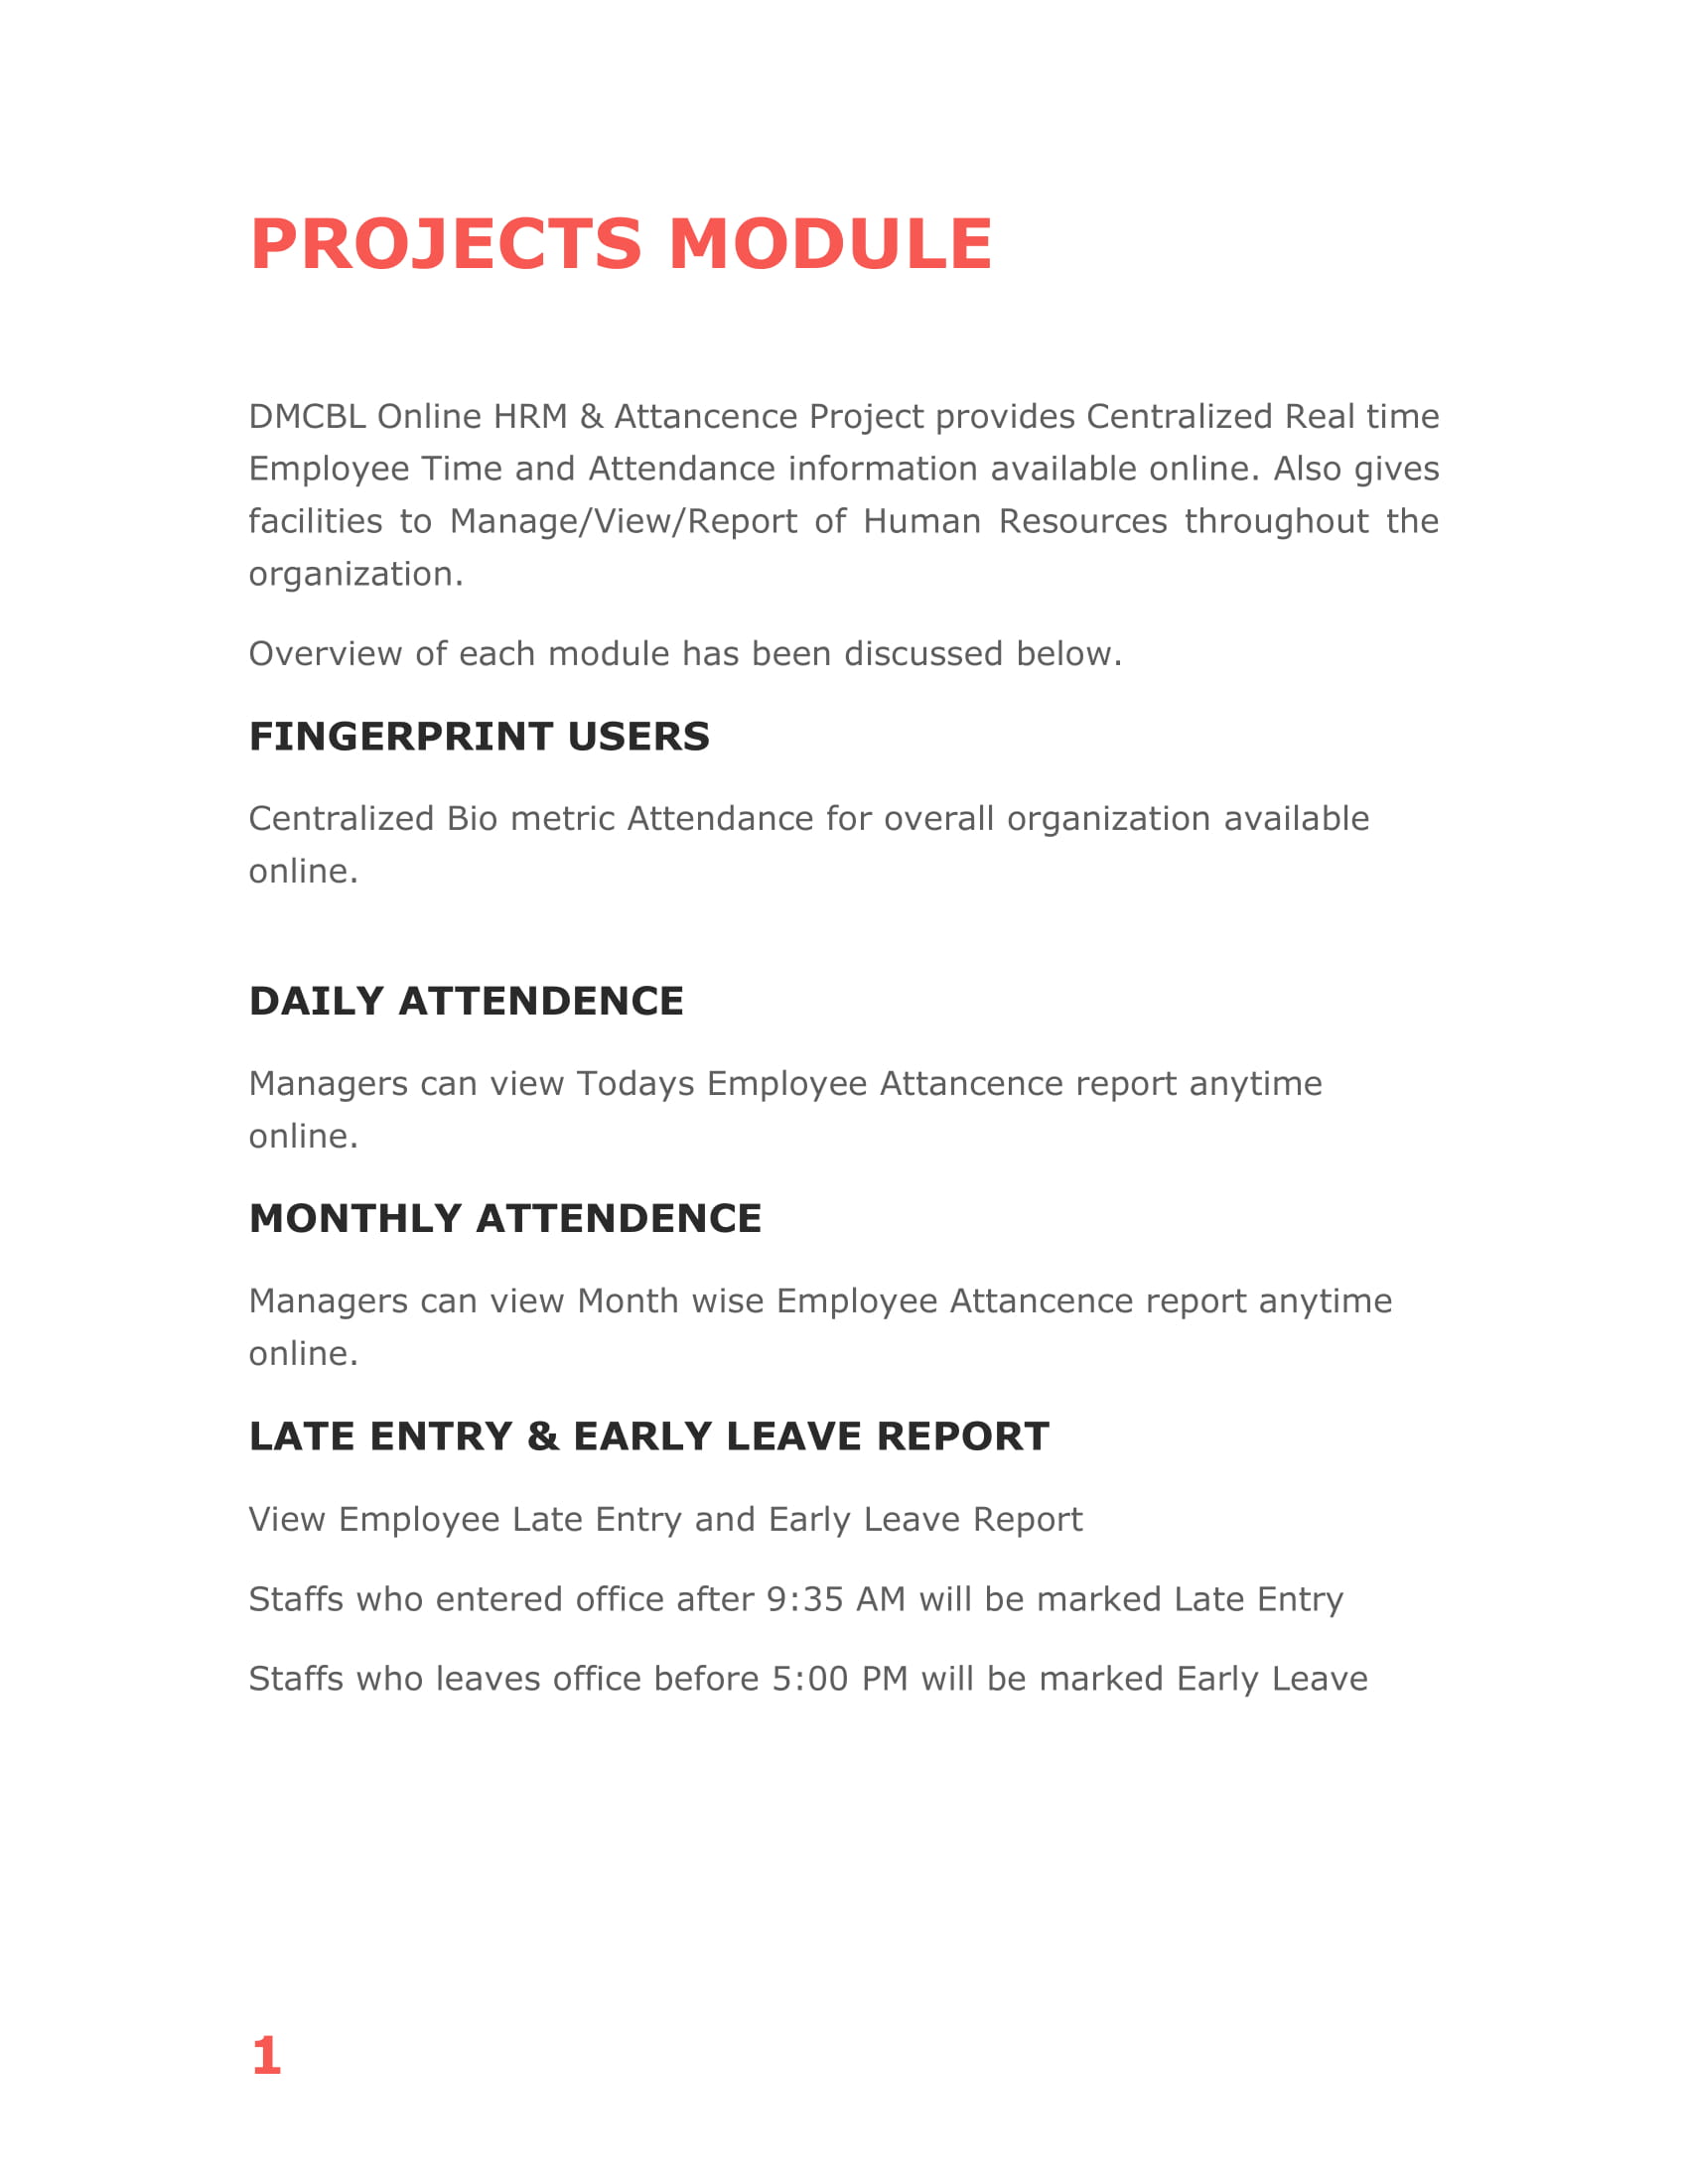 PROJECTS MODULE
DMCBL Online HRM & Attancence Project provides Centralized Real time
Employee Time and Attendance information available online. Also gives
facilities to Manage/View/Report of Human Resources throughout the
organization.
Overview of each module has been discussed below.
FINGERPRINT USERS
Centralized Bio metric Attendance for overall organization available
online.
DAILY ATTENDENCE
Managers can view Todays Employee Attancence report anytime
online.
MONTHLY ATTENDENCE
Managers can view Month wise Employee Attancence report anytime
online.
LATE ENTRY & EARLY LEAVE REPORT
View Employee Late Entry and Early Leave Report
Staffs who entered office after 9:35 AM will be marked Late Entry
Staffs who leaves office before 5:00 PM will be marked Early Leave
1